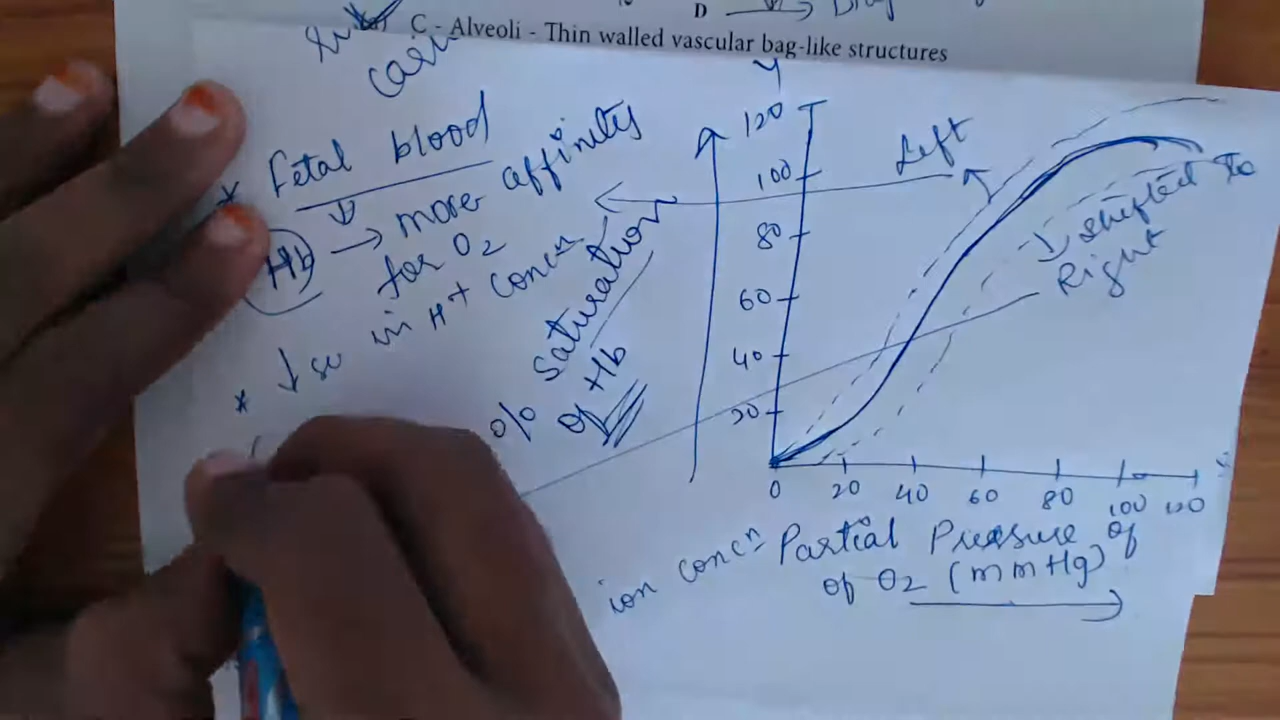 D
C - Alveoli - Thin walled vascular bag-like structures
* Fetal blood
Hb → more affinity
for O2
* ↓se in H+ concn
% Saturation
of Hb
Y
120
100
80
60
40
20
0 20 40 60 80 100 120
Left
shifted to
Right
ion concn
Partial Pressure of
of O2 (mmHg)